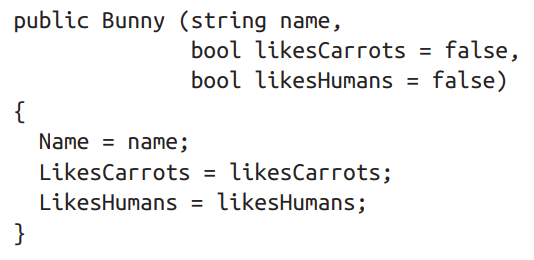 public Bunny (string name,
              bool likesCarrots = false,
              bool likesHumans = false)
{
  Name = name;
  LikesCarrots = likesCarrots;
  LikesHumans = likesHumans;
}